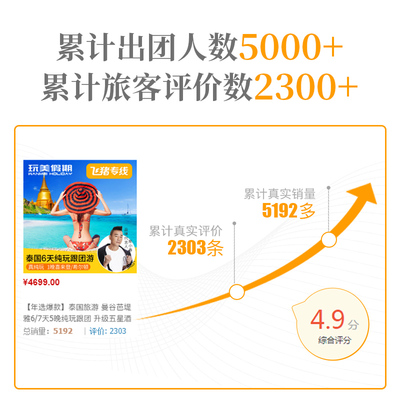 累计出团人数5000+
累计旅客评价数2300+
玩美假期
WANMEI HOLIDAY
飞猪专线
泰国6天纯玩跟团游
¥4699.00
【年选爆款】泰国旅游 曼谷芭堤
雅6/7天5晚纯玩跟团 升级五星酒
总销量：5192 | 评价: 2303
累计真实评价
2303条
累计真实销量
5192多
4.9分
综合评分